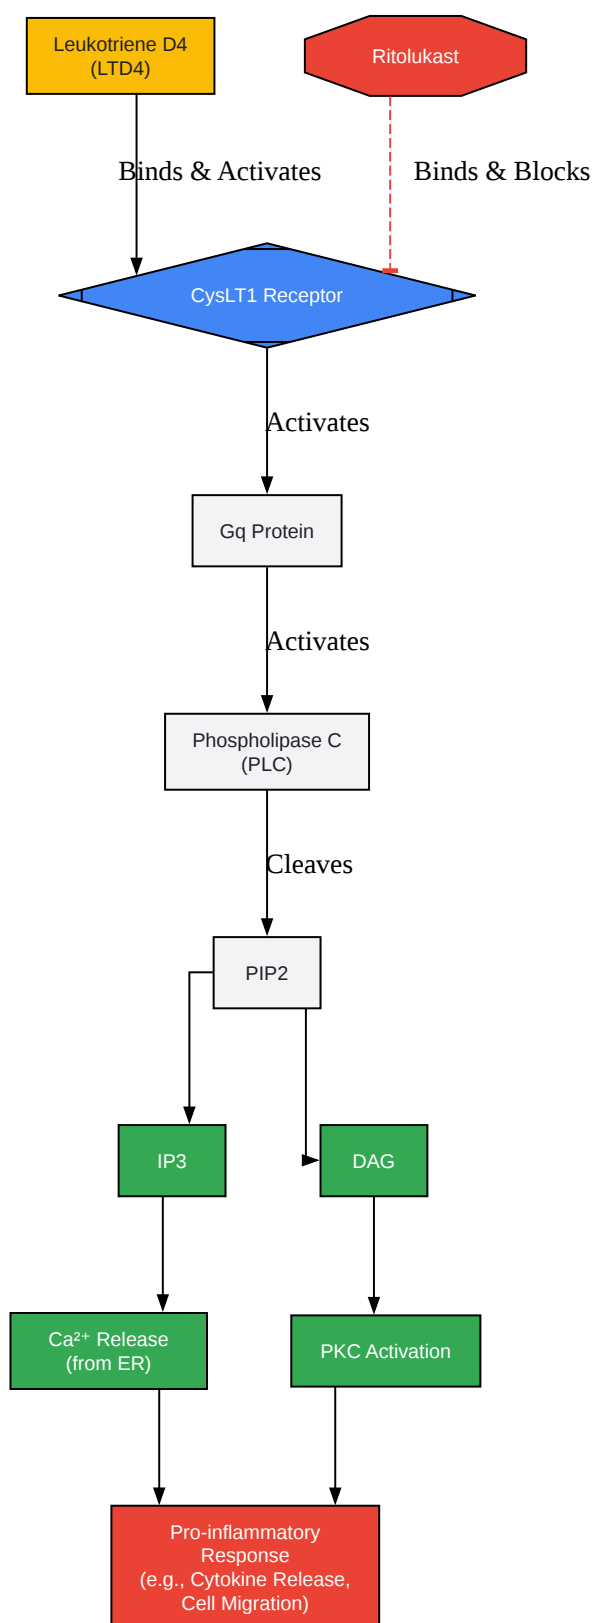 Leukotriene D4
(LTD4)
Ritolukast
Binds & Activates
Binds & Blocks
CysLT1 Receptor
Activates
Gq Protein
Activates
Phospholipase C
(PLC)
Cleaves
PIP2
IP3
DAG
Ca²⁺ Release
(from ER)
PKC Activation
Pro-inflammatory
Response
(e.g., Cytokine Release,
Cell Migration)